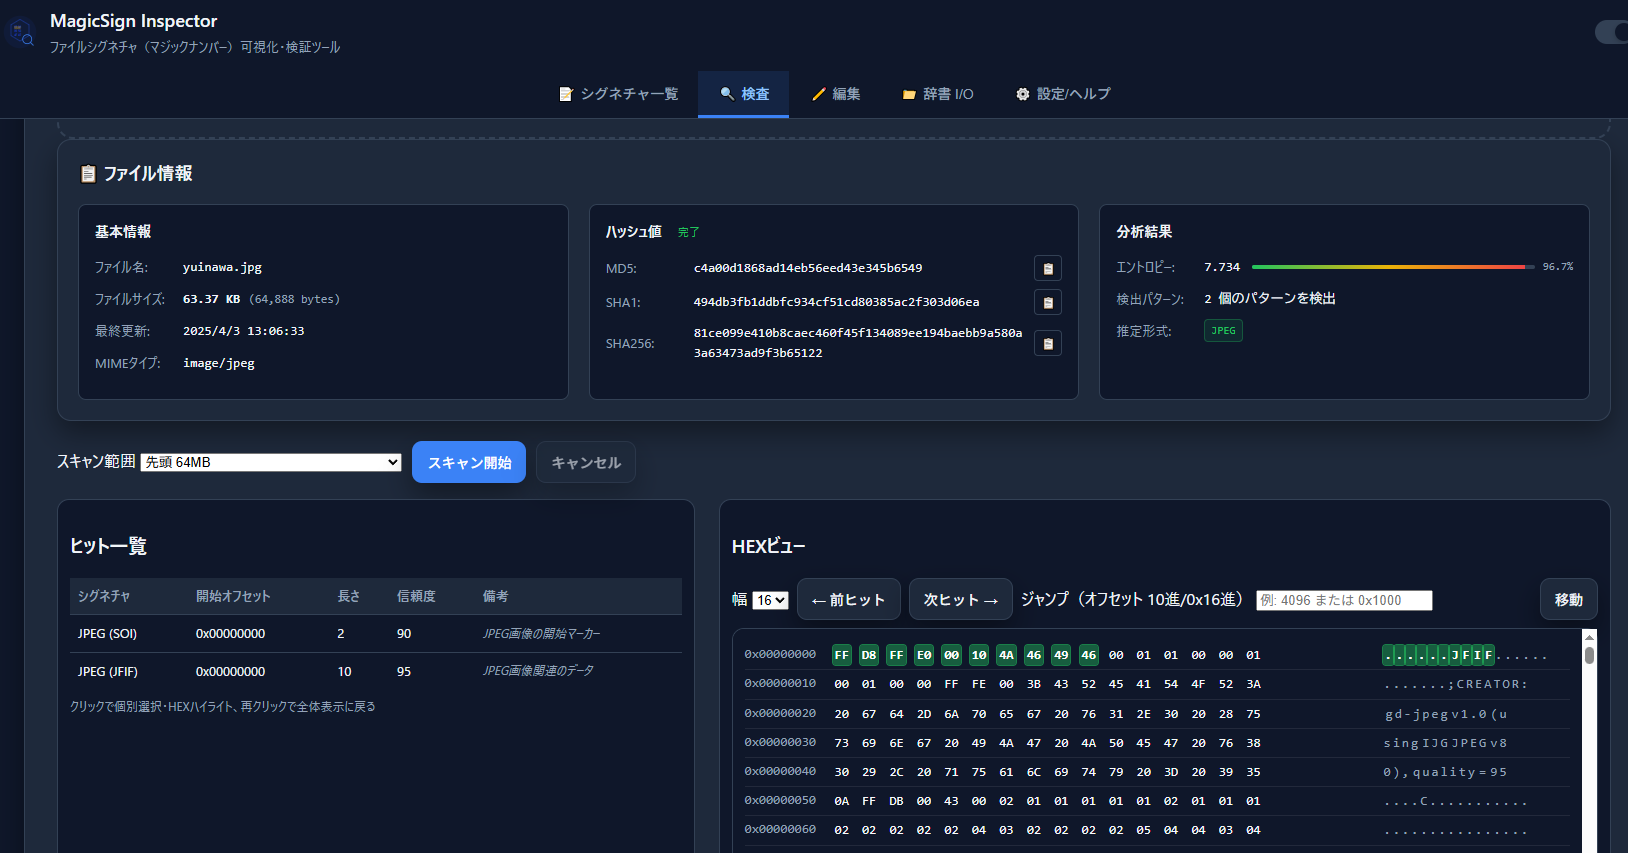 MagicSign Inspector
ファイルシグネチャ（マジックナンバー）可視化・検証ツール
シグネチャ一覧
検査
編集
辞書 I/O
設定/ヘルプ
ファイル情報
基本情報
ファイル名: yuinawa.jpg
ファイルサイズ: 63.37 KB (64,888 bytes)
最終更新: 2025/4/3 13:06:33
MIMEタイプ: image/jpeg
ハッシュ値 完了
MD5: c4a00d1868ad14eb56eed43e345b6549
SHA1: 494db3fb1ddbfc934cf51cd80385ac2f303d06ea
SHA256: 81ce099e410b8caec460f45f134089ee194baebb9a580a
3a63473ad9f3b65122
分析結果
エントロピー: 7.734 96.7%
検出パターン: 2 個のパターンを検出
推定形式: JPEG
スキャン範囲 先頭 64MB スキャン開始 キャンセル
ヒット一覧
シグネチャ 開始オフセット 長さ 信頼度 備考
JPEG (SOI) 0x00000000 2 90 JPEG画像の開始マーカー
JPEG (JFIF) 0x00000000 10 95 JPEG画像関連のデータ
クリックで個別選択・HEXハイライト、再クリックで全体表示に戻る
HEXビュー
幅 16 ←前ヒット 次ヒット→ ジャンプ（オフセット 10進/0x16進） 例: 4096 または 0x1000 移動
0x00000000 FF D8 FF E0 00 10 4A 46 49 46 00 01 01 00 00 01 ......JFIF......
0x00000010 00 01 00 00 FF FE 00 3B 43 52 45 41 54 4F 52 3A .......;CREATOR:
0x00000020 20 67 64 2D 6A 70 65 67 20 76 31 2E 30 20 28 75 gd-jpegv1.0(u
0x00000030 73 69 6E 67 20 49 4A 47 20 4A 50 45 47 20 76 38 singIJGJPEGv8
0x00000040 30 29 2C 20 71 75 61 6C 69 74 79 20 3D 20 39 35 0),quality=95
0x00000050 0A FF DB 00 43 00 02 01 01 01 01 01 02 01 01 01 ....C...........
0x00000060 02 02 02 02 02 04 03 02 02 02 02 05 04 04 03 04 ................